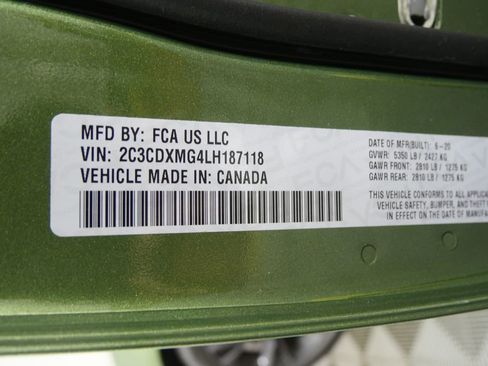 MFD BY: FCA US LLC
VIN: 2C3CDXMG4LH187118
VEHICLE MADE IN: CANADA
DATE OF MFR(BUILT): 6-20
GVWR: 5350 LB / 2427 KG
GAWR FRONT: 2810 LB / 1275 KG
GAWR REAR: 2810 LB / 1275 KG
THIS VEHICLE CONFORMS TO ALL
VEHICLE SAFETY, BUMPER, AND THEFT
IN EFFECT ON THE DATE OF MANUFA